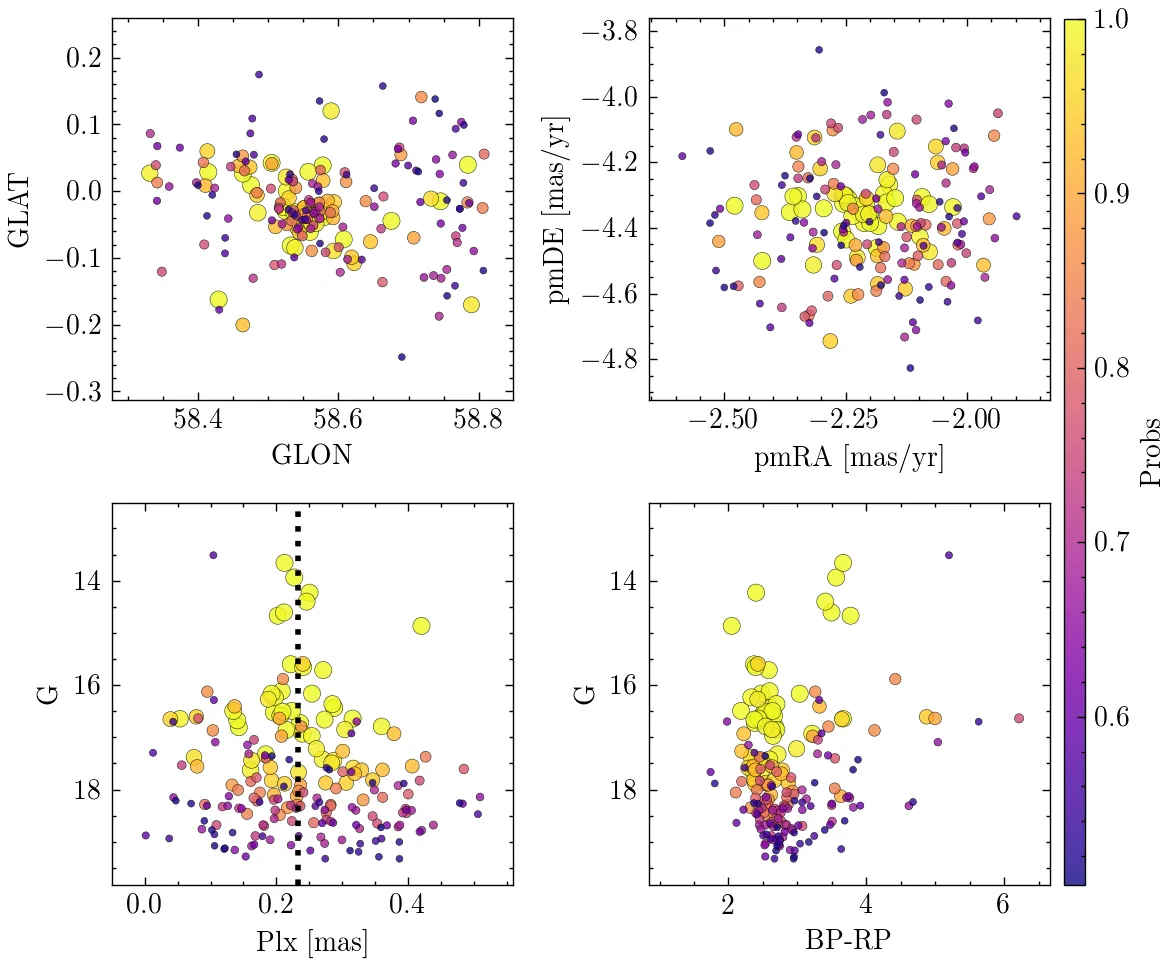 0.2
0.1
0.0
−0.1
−0.2
−0.3
GLAT
58.4 58.6 58.8
GLON
−3.8
−4.0
−4.2
−4.4
−4.6
−4.8
pmDE [mas/yr]
−2.50 −2.25 −2.00
pmRA [mas/yr]
1.0
0.9
0.8
0.7
0.6
Probs
14
16
18
G
0.0 0.2 0.4
Plx [mas]
14
16
18
G
2 4 6
BP-RP